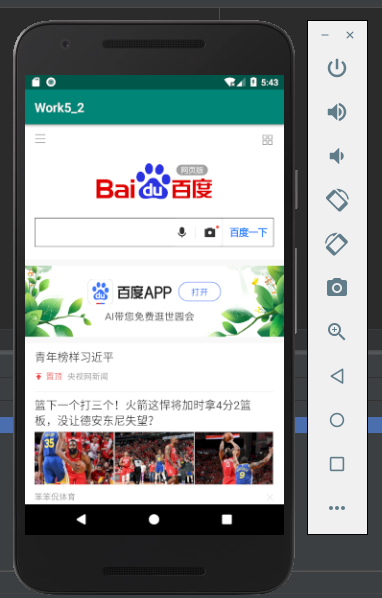 5:43
Work5_2
网页版
Bai du 百度
百度一下
百度APP 打开
AI带您免费逛世园会
青年榜样习近平
置顶 央视网新闻
篮下一个打三个！火箭这悍将加时拿4分2篮
板，没让德安东尼失望？
35
9
笨笨侃体育